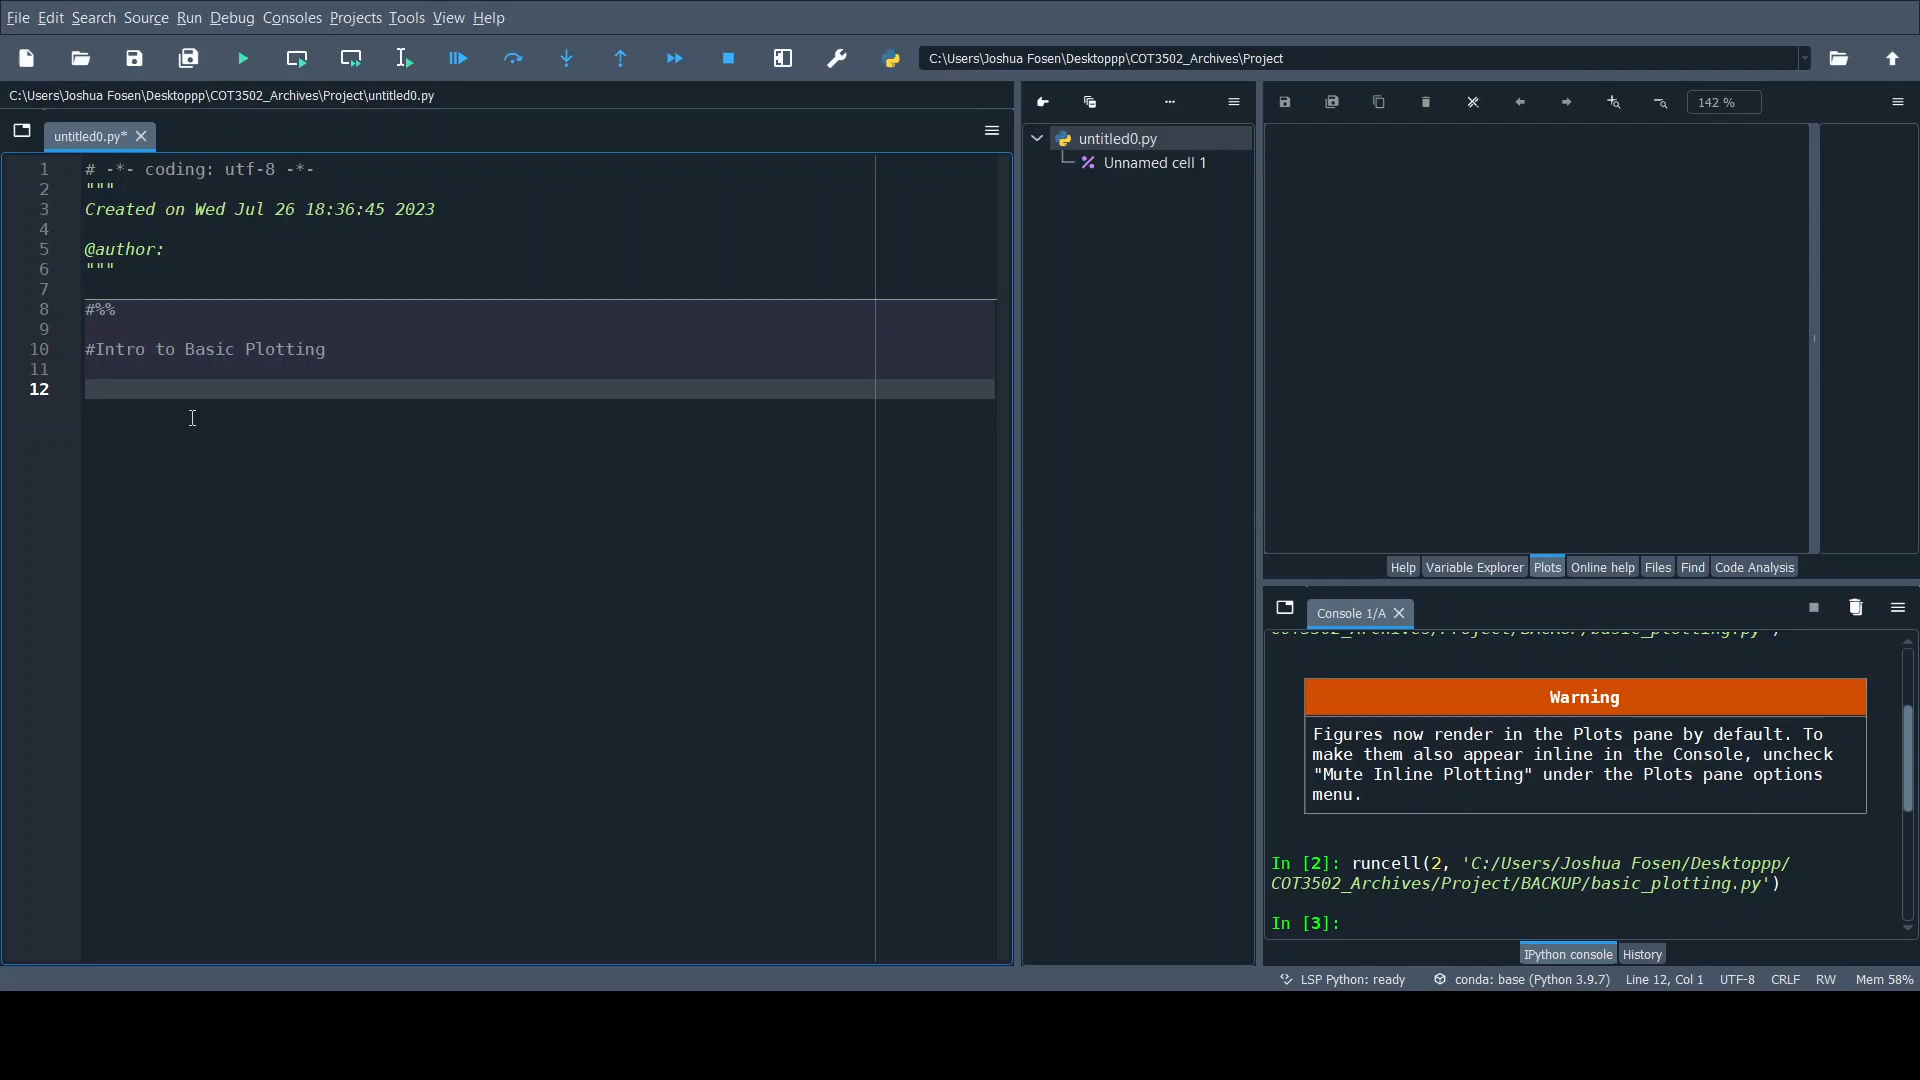 File Edit Search Source Run Debug Consoles Projects Tools View Help
C:\Users\Joshua Fosen\Desktoppp\COT3502_Archives\Project
C:\Users\Joshua Fosen\Desktoppp\COT3502_Archives\Project\untitled0.py
untitled0.py*
1 # -*- coding: utf-8 -*-
2 """
3 Created on Wed Jul 26 18:36:45 2023
4
5 @author:
6 """
7
8 #%%
9
10 #Intro to Basic Plotting
11
12
untitled0.py
Unnamed cell 1
142 %
Help Variable Explorer Plots Online help Files Find Code Analysis
Console 1/A
COT3502_Archives/Project/BACKUP/basic_plotting.py')
Warning
Figures now render in the Plots pane by default. To
make them also appear inline in the Console, uncheck
"Mute Inline Plotting" under the Plots pane options
menu.
In [2]: runcell(2, 'C:/Users/Joshua Fosen/Desktoppp/
COT3502_Archives/Project/BACKUP/basic_plotting.py')
In [3]:
IPython console History
LSP Python: ready conda: base (Python 3.9.7) Line 12, Col 1 UTF-8 CRLF RW Mem 58%